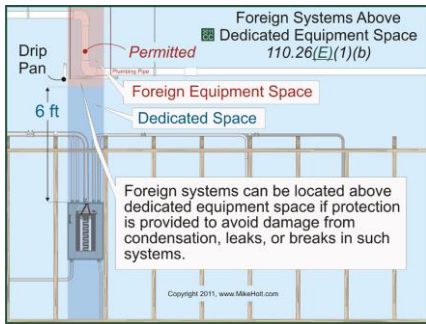 Foreign Systems Above
Dedicated Equipment Space
110.26(E)(1)(b)
Drip
Pan
Permitted
Plumbing Pipe
Foreign Equipment Space
6 ft
Dedicated Space
Foreign systems can be located above
dedicated equipment space if protection
is provided to avoid damage from
condensation, leaks, or breaks in such
systems.
Copyright 2011, www.MikeHolt.com